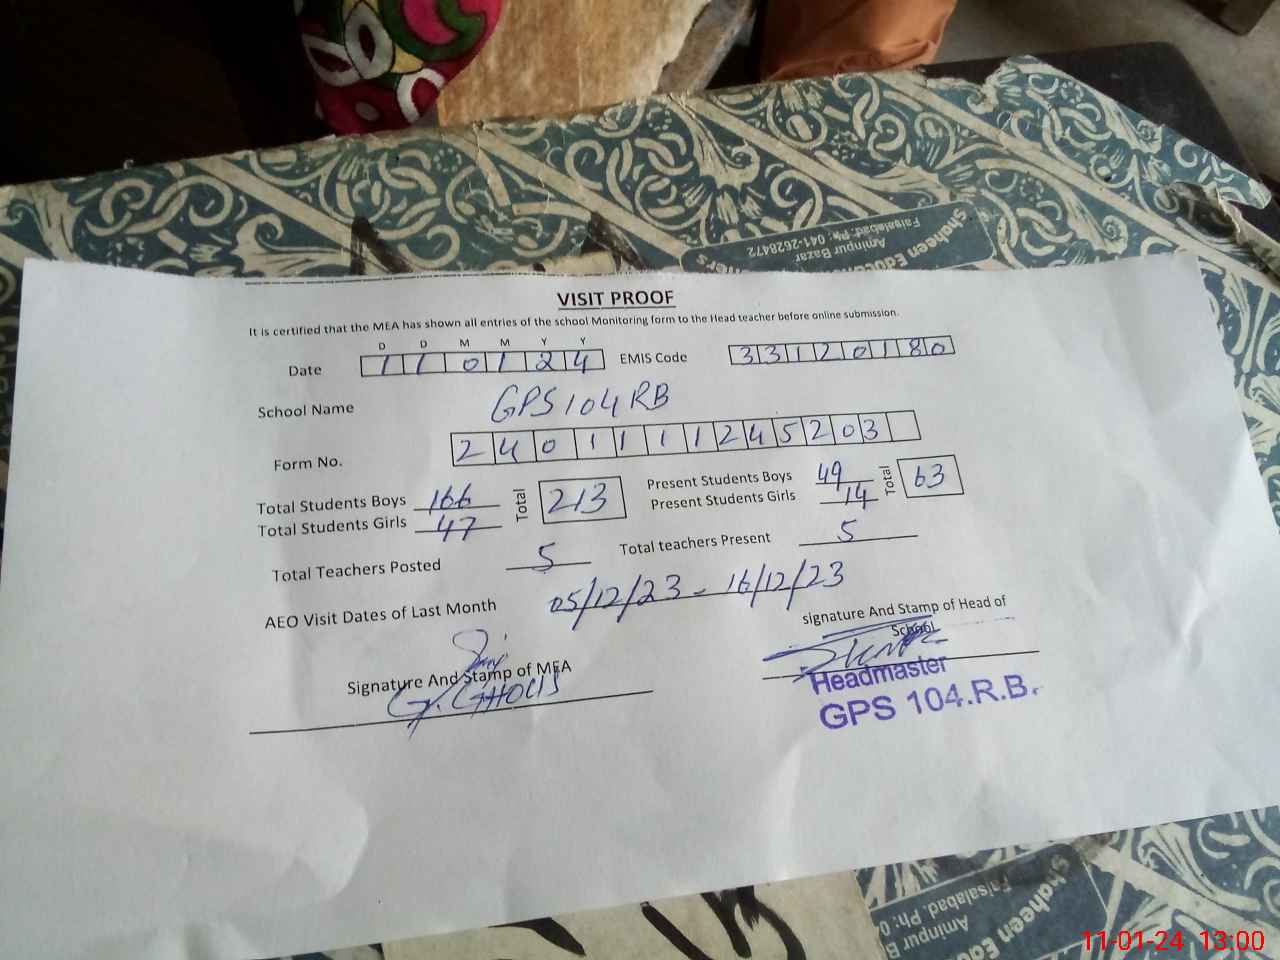 Shaheen
Aminpur Bazar
Faisalabad. Ph: 041-2628472
VISIT PROOF
It is certified that the MEA has shown all entries of the school Monitoring form to the Head teacher before online submission.
D D M M Y Y
Date 1 1 0 1 2 4 EMIS Code 3 3 1 2 0 1 8 0
School Name GPS 104 RB
Form No. 2 4 0 1 1 1 1 2 4 5 2 0 3
Total Students Boys 166 Total 213 Present Students Boys 49 Total 63
Total Students Girls 47 Present Students Girls 14
Total Teachers Posted 5 Total teachers Present 5
AEO Visit Dates of Last Month 05/12/23 - 16/12/23
signature And Stamp of Head of
School
Signature And Stamp of MEA
G. GHOUS
Headmaster
GPS 104.R.B.
Shaheen
Aminpur
Faisalabad. Ph: 0
11-01-24 13:00